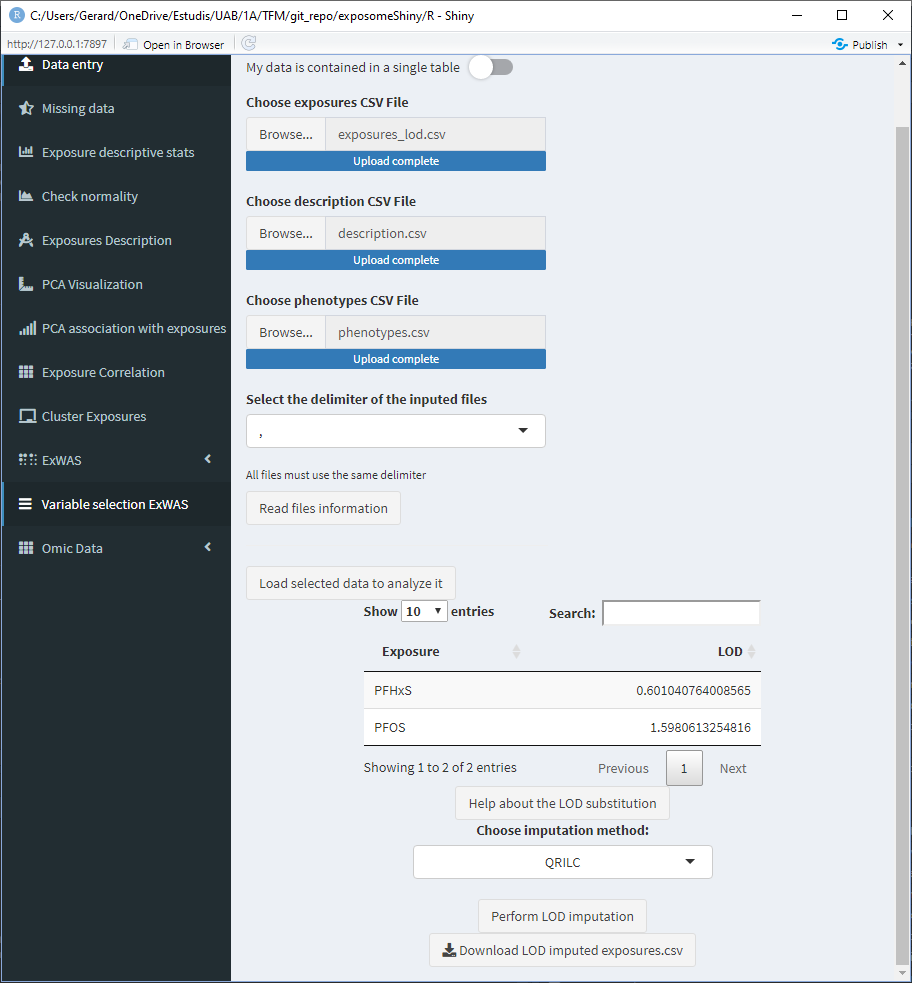 C:/Users/Gerard/OneDrive/Estudis/UAB/1A/TFM/git_repo/exposomeShiny/R - Shiny
http://127.0.0.1:7897 Open in Browser Publish
Data entry
Missing data
Exposure descriptive stats
Check normality
Exposures Description
PCA Visualization
PCA association with exposures
Exposure Correlation
Cluster Exposures
ExWAS
Variable selection ExWAS
Omic Data
My data is contained in a single table
Choose exposures CSV File
Browse... exposures_lod.csv
Upload complete
Choose description CSV File
Browse... description.csv
Upload complete
Choose phenotypes CSV File
Browse... phenotypes.csv
Upload complete
Select the delimiter of the inputed files
,
All files must use the same delimiter
Read files information
Load selected data to analyze it
Show 10 entries Search:
Exposure LOD
PFHxS 0.601040764008565
PFOS 1.5980613254816
Showing 1 to 2 of 2 entries Previous 1 Next
Help about the LOD substitution
Choose imputation method:
QRILC
Perform LOD imputation
Download LOD imputed exposures.csv